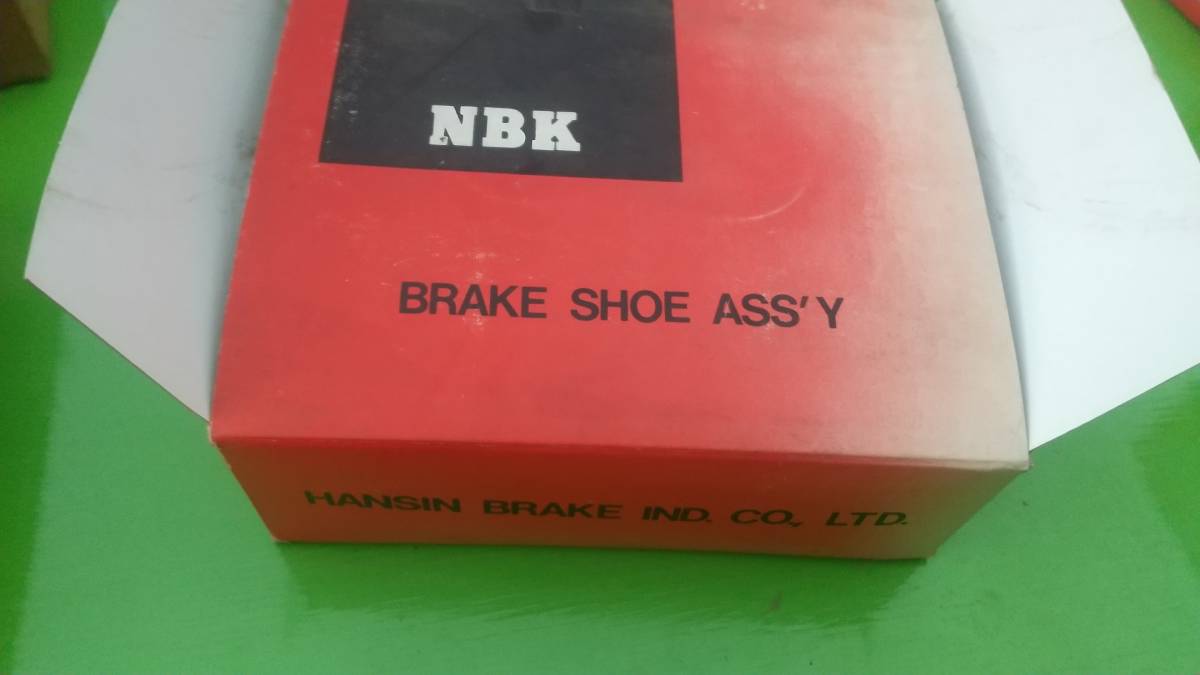 NBK
BRAKE SHOE ASS'Y
HANSIN BRAKE IND. CO., LTD.